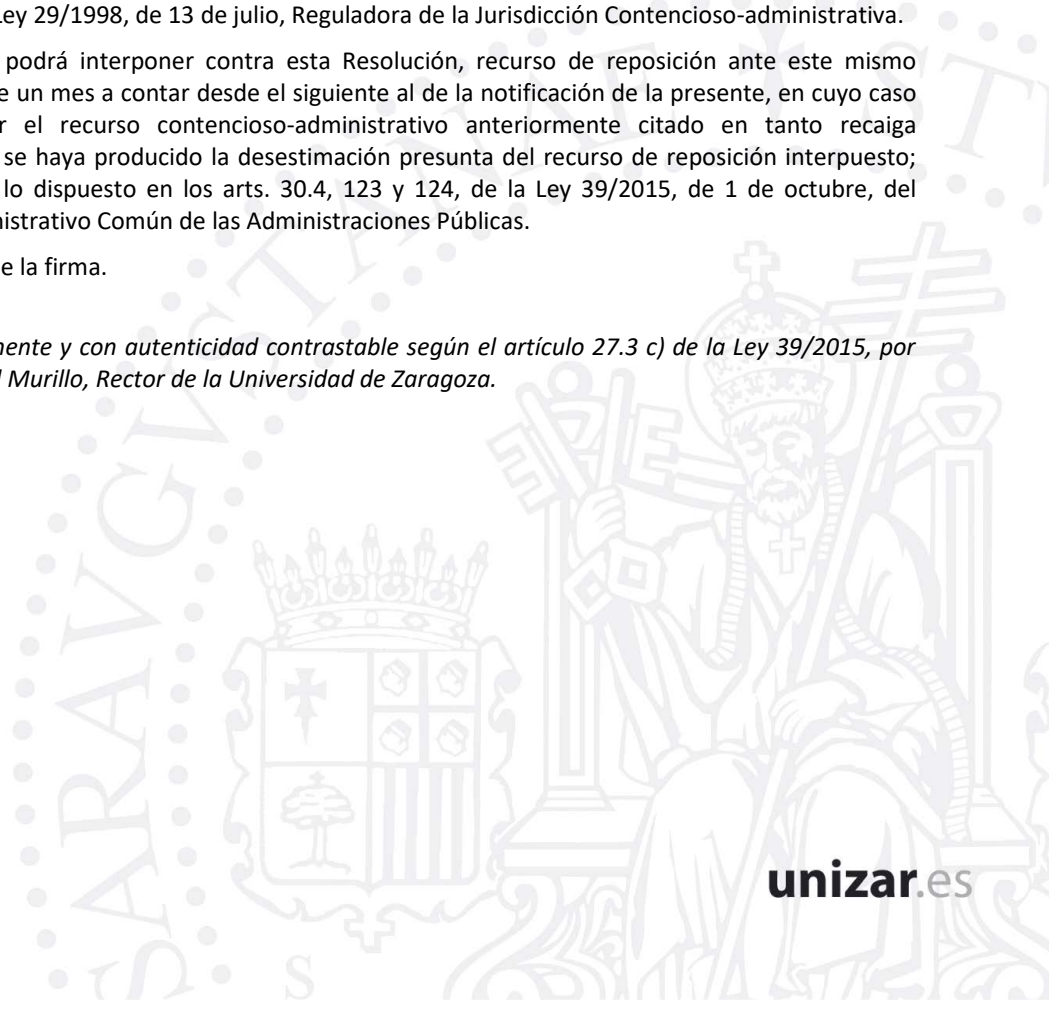 Ley 29/1998, de 13 de julio, Reguladora de la Jurisdicción Contencioso-administrativa.
podrá interponer contra esta Resolución, recurso de reposición ante este mismo
e un mes a contar desde el siguiente al de la notificación de la presente, en cuyo caso
r el recurso contencioso-administrativo anteriormente citado en tanto recaiga
se haya producido la desestimación presunta del recurso de reposición interpuesto;
lo dispuesto en los arts. 30.4, 123 y 124, de la Ley 39/2015, de 1 de octubre, del
nistrativo Común de las Administraciones Públicas.
e la firma.
mente y con autenticidad contrastable según el artículo 27.3 c) de la Ley 39/2015, por
l Murillo, Rector de la Universidad de Zaragoza.
SARAVGVSTANAE STV
S
unizar.es